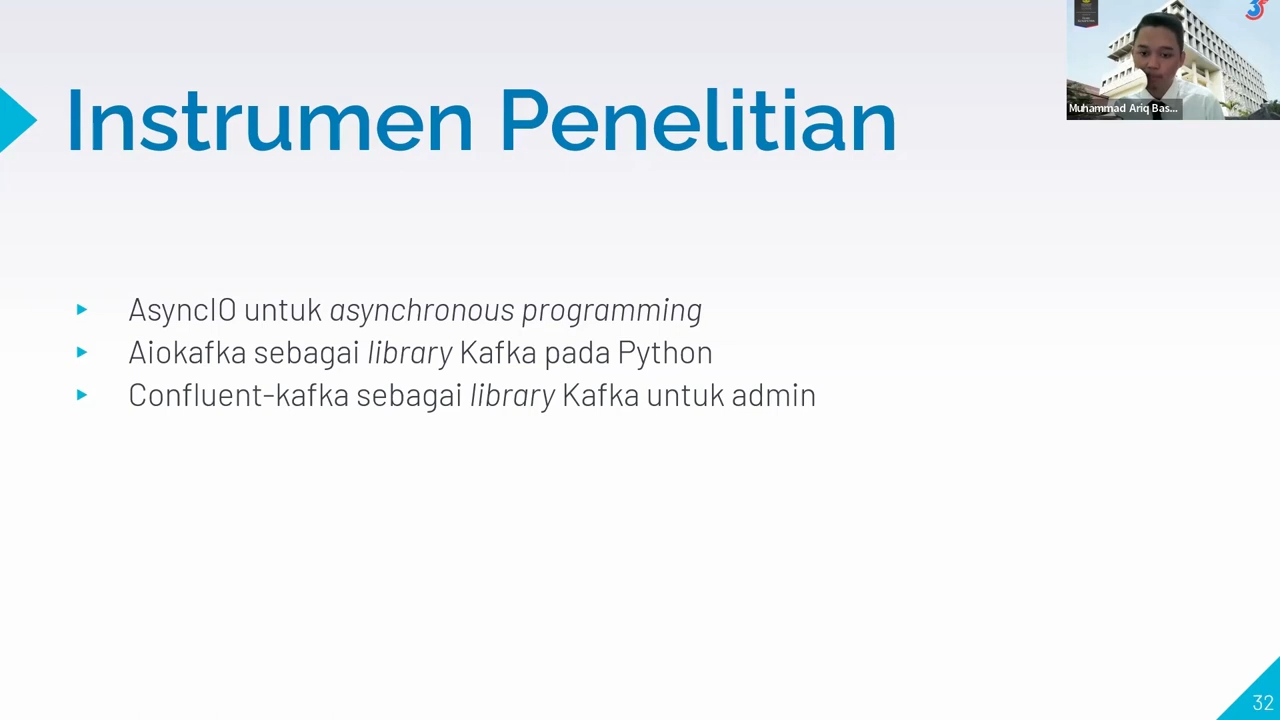 Instrumen Penelitian
Muhammad Ariq Bas...
AsyncIO untuk asynchronous programming
Aiokafka sebagai library Kafka pada Python
Confluent-kafka sebagai library Kafka untuk admin
32